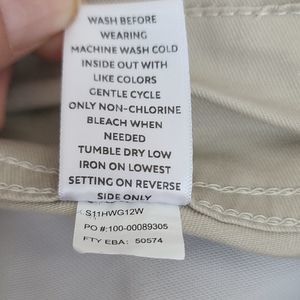 WASH BEFORE
WEARING
MACHINE WASH COLD
INSIDE OUT WITH
LIKE COLORS
GENTLE CYCLE
ONLY NON-CHLORINE
BLEACH WHEN
NEEDED
TUMBLE DRY LOW
IRON ON LOWEST
SETTING ON REVERSE
SIDE ONLY
S11HWG12W
PO #:100-00089305
FTY EBA: 50574